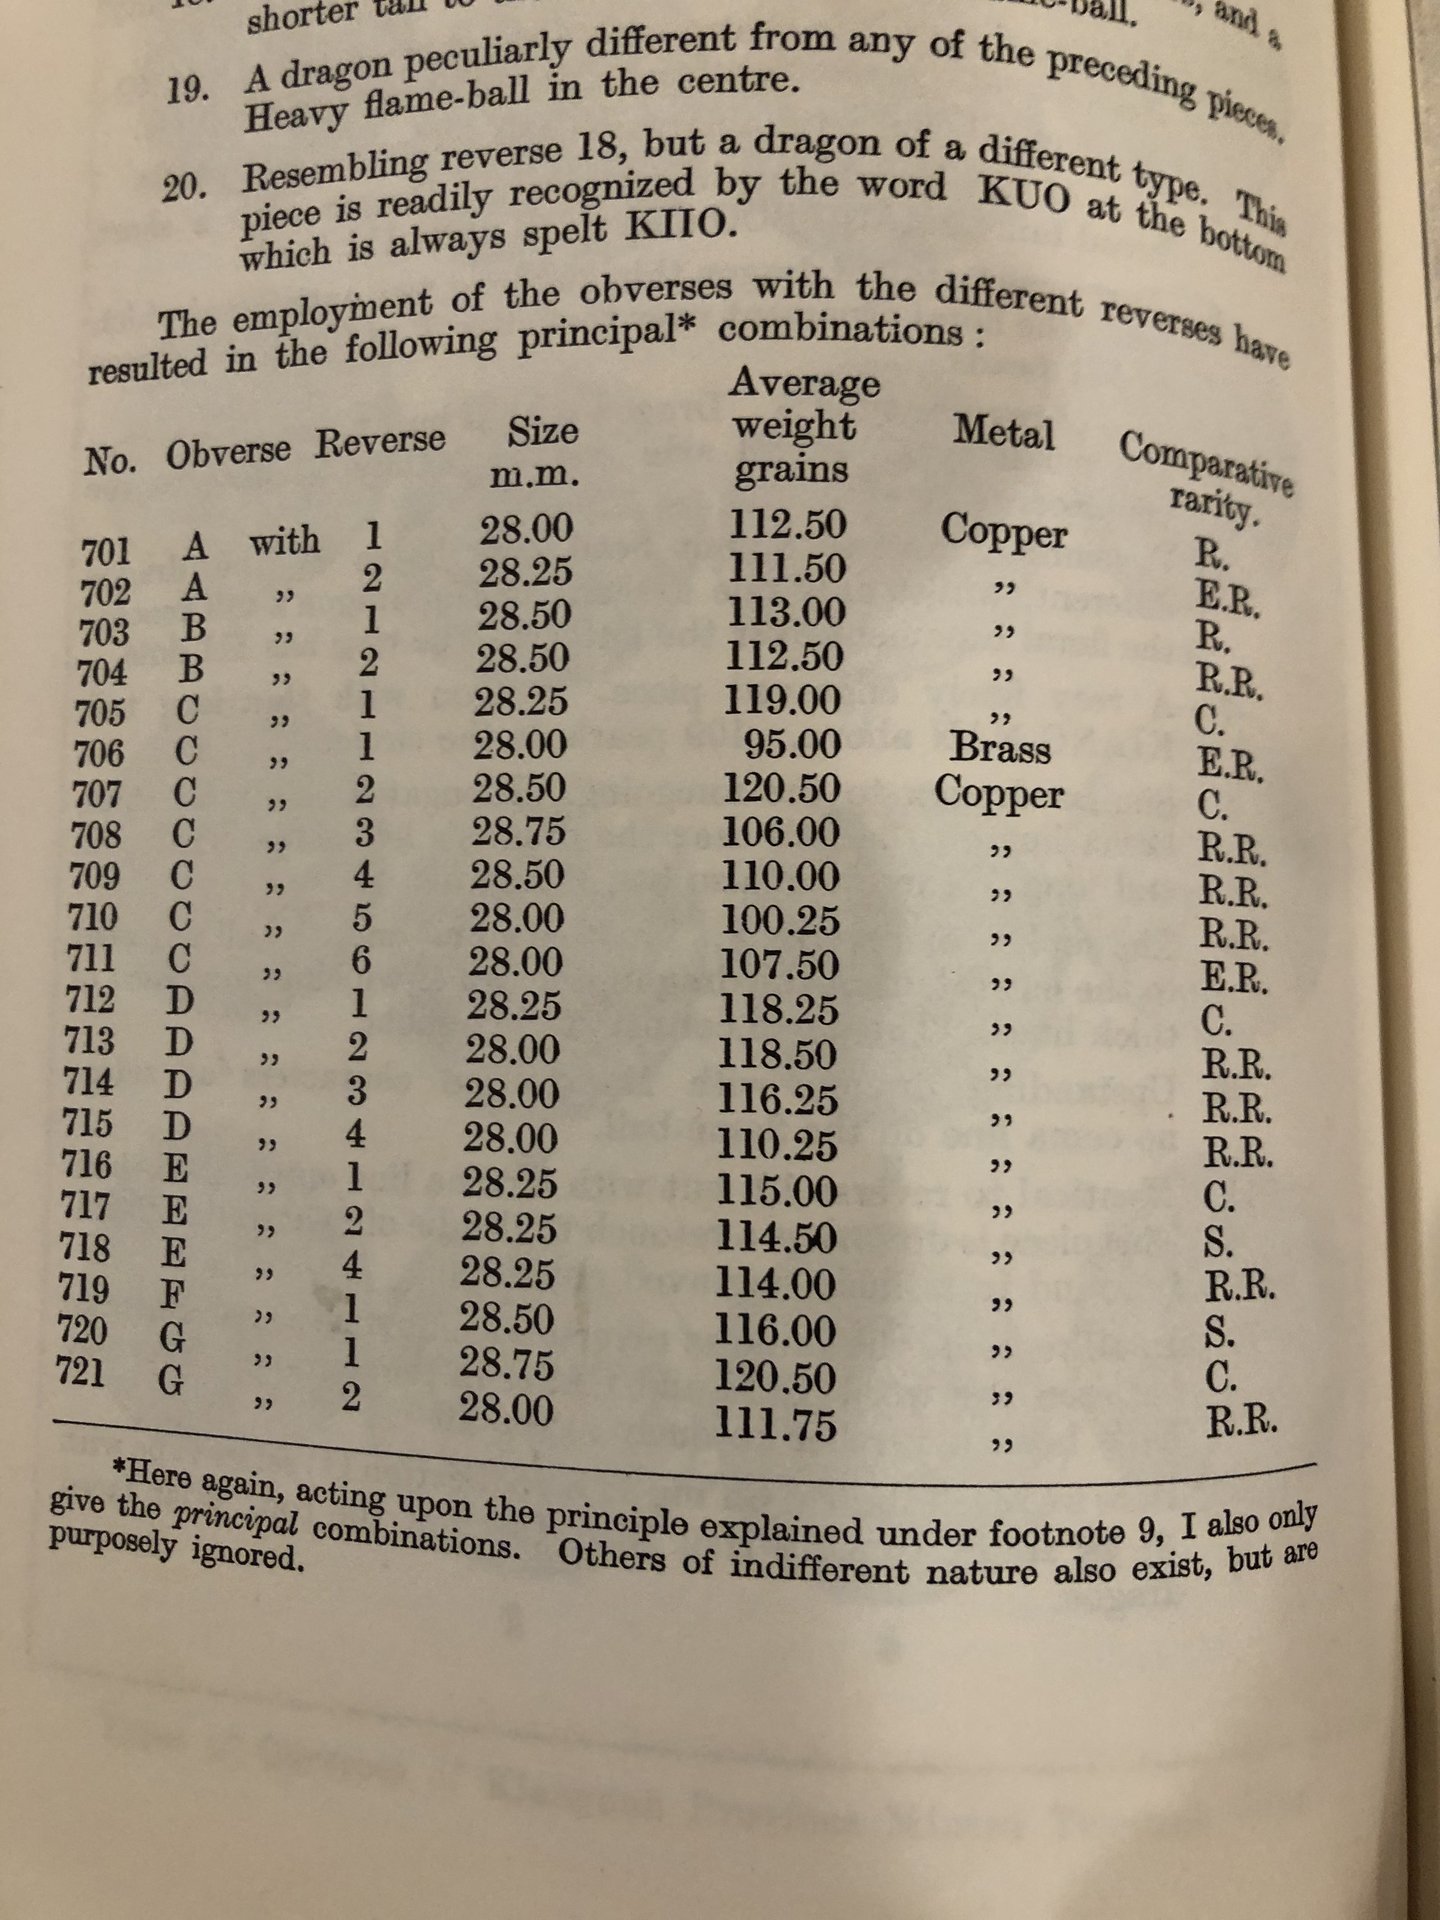 shorter tail to
and a
19. A dragon peculiarly different from any of the preceding pieces.
Heavy flame-ball in the centre.
20. Resembling reverse 18, but a dragon of a different type. This
piece is readily recognized by the word KUO at the bottom
which is always spelt KIIO.
The employment of the obverses with the different reverses have
resulted in the following principal* combinations :
No. Obverse Reverse Size m.m. Average weight grains Metal Comparative rarity.
701 A with 1 28.00 112.50 Copper R.
702 A ,, 2 28.25 111.50 ,, E.R.
703 B ,, 1 28.50 113.00 ,, R.
704 B ,, 2 28.50 112.50 ,, R.R.
705 C ,, 1 28.25 119.00 ,, C.
706 C ,, 1 28.00 95.00 Brass E.R.
707 C ,, 2 28.50 120.50 Copper C.
708 C ,, 3 28.75 106.00 ,, R.R.
709 C ,, 4 28.50 110.00 ,, R.R.
710 C ,, 5 28.00 100.25 ,, R.R.
711 C ,, 6 28.00 107.50 ,, E.R.
712 D ,, 1 28.25 118.25 ,, C.
713 D ,, 2 28.00 118.50 ,, R.R.
714 D ,, 3 28.00 116.25 ,, R.R.
715 D ,, 4 28.00 110.25 ,, R.R.
716 E ,, 1 28.25 115.00 ,, C.
717 E ,, 2 28.25 114.50 ,, S.
718 E ,, 4 28.25 114.00 ,, R.R.
719 F ,, 1 28.50 116.00 ,, S.
720 G ,, 1 28.75 120.50 ,, C.
721 G ,, 2 28.00 111.75 ,, R.R.
*Here again, acting upon the principle explained under footnote 9, I also only
give the principal combinations. Others of indifferent nature also exist, but are
purposely ignored.